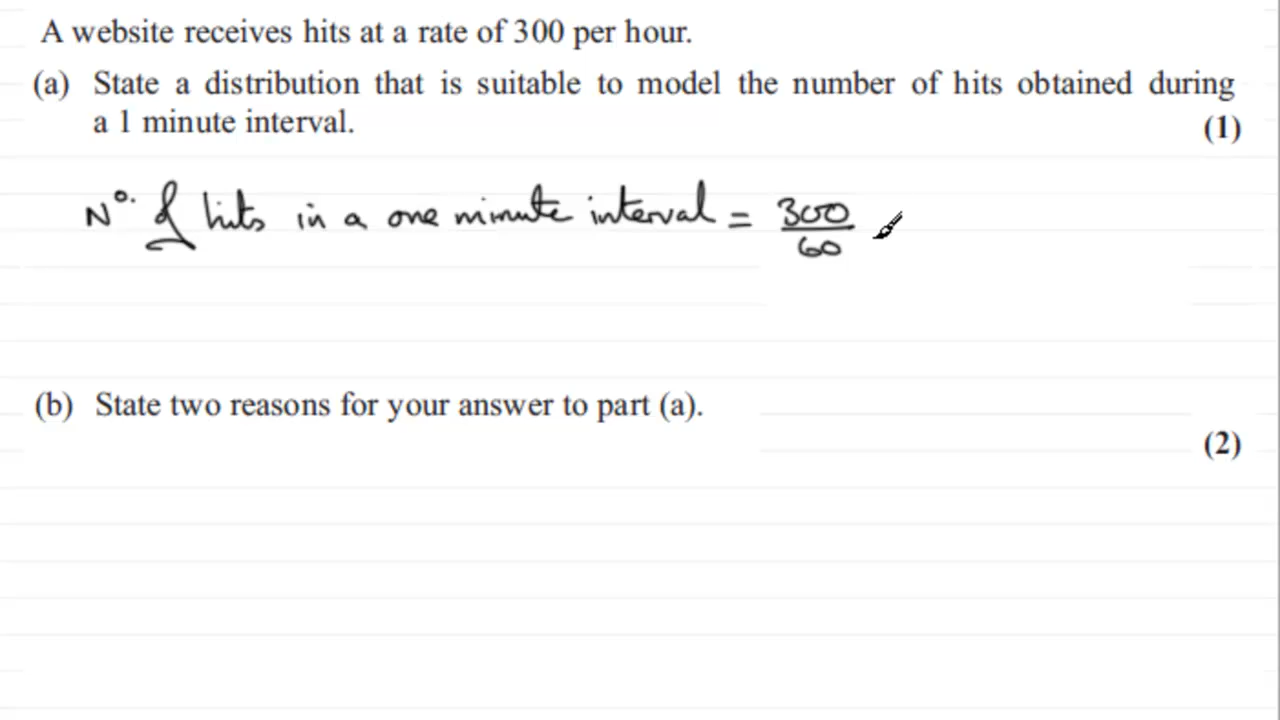 A website receives hits at a rate of 300 per hour.
(a) State a distribution that is suitable to model the number of hits obtained during
a 1 minute interval.
(1)
Nº. of hits in a one minute interval = 300/60
(b) State two reasons for your answer to part (a).
(2)